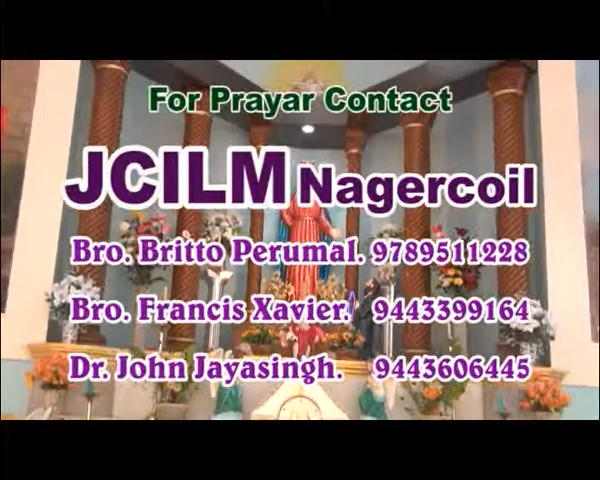 For Prayar Contact
JCILM Nagercoil
Bro. Britto Perumal. 9789511228
Bro. Francis Xavier. 9443399164
Dr. John Jayasingh. 9443606445